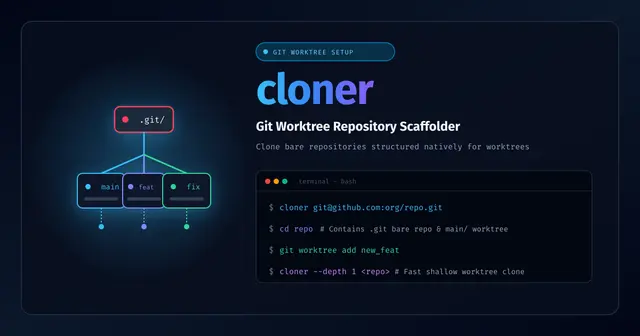 GIT WORKTREE SETUP
cloner
Git Worktree Repository Scaffolder
Clone bare repositories structured natively for worktrees
.git/
main
feat
fix
terminal — bash
$ cloner git@github.com:org/repo.git
$ cd repo # Contains .git bare repo & main/ worktree
$ git worktree add new_feat
$ cloner --depth 1 <repo> # Fast shallow worktree clone